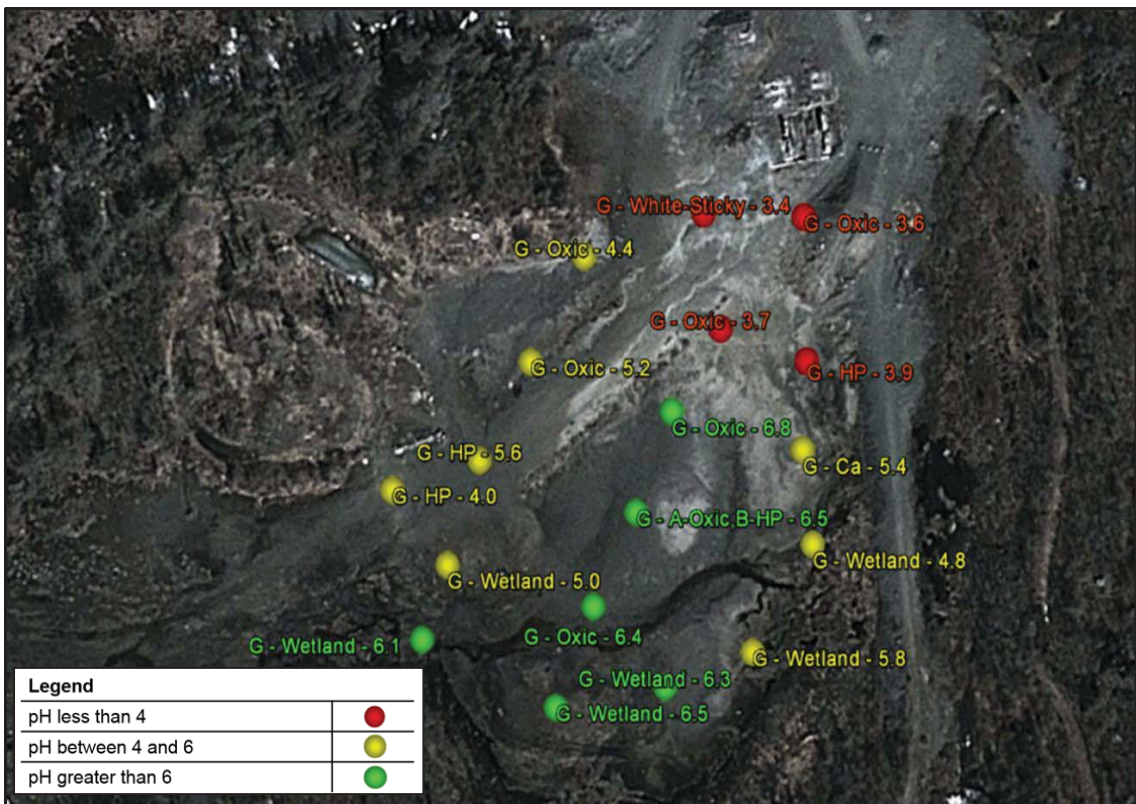 G - White-Sticky - 3.4
G - Oxic - 3.6
G - Oxic - 4.4
G - Oxic - 3.7
G - Oxic - 5.2
G - HP - 3.9
G - Oxic - 6.8
G - HP - 5.6
G - Ca - 5.4
G - HP - 4.0
G - A-Oxic,B-HP - 6.5
G - Wetland - 4.8
G - Wetland - 5.0
G - Oxic - 6.4
G - Wetland - 6.1
G - Wetland - 5.8
G - Wetland - 6.3
G - Wetland - 6.5
Legend
pH less than 4
pH between 4 and 6
pH greater than 6